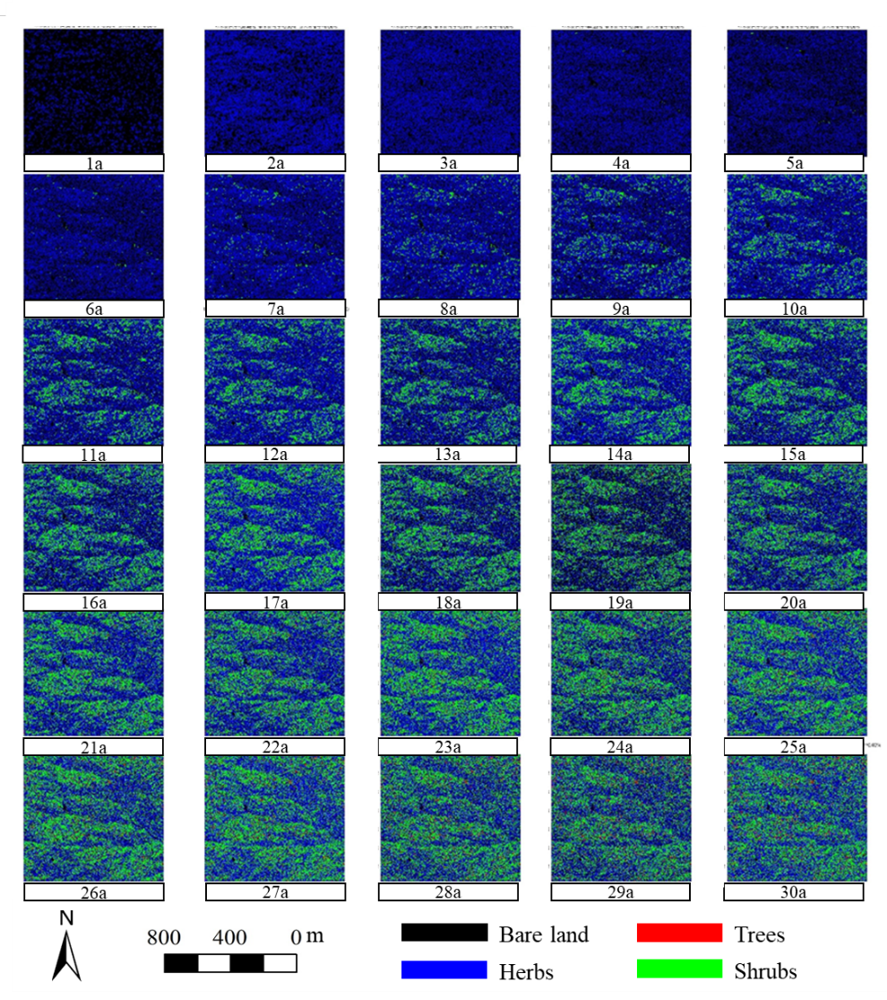 1a 2a 3a 4a 5a
6a 7a 8a 9a 10a
11a 12a 13a 14a 15a
16a 17a 18a 19a 20a
21a 22a 23a 24a 25a
26a 27a 28a 29a 30a
N
800 400 0 m
Bare land Trees
Herbs Shrubs